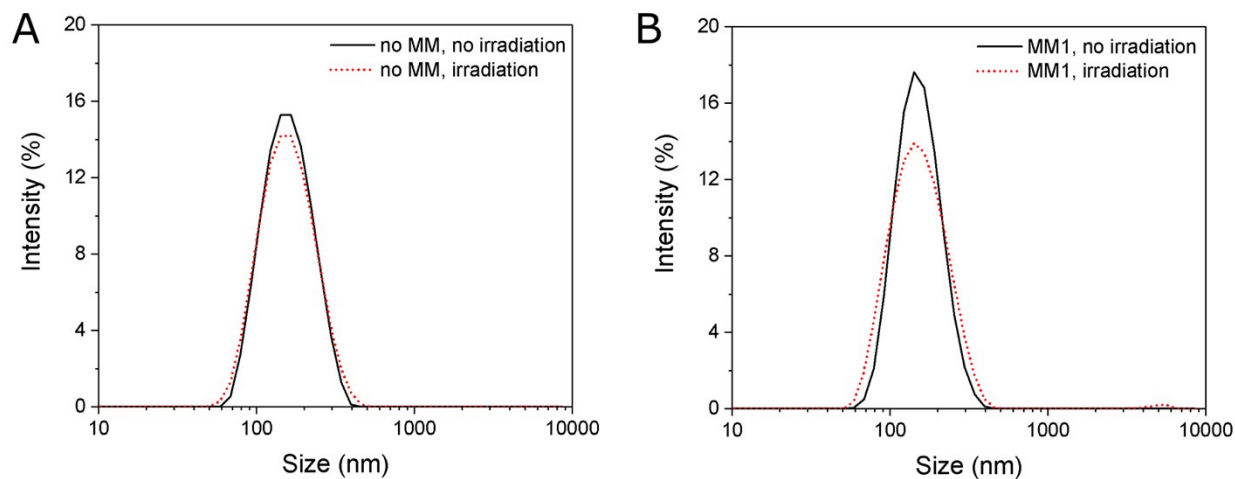 A
no MM, no irradiation
no MM, irradiation
Intensity (%)
20
16
12
8
4
0
10
100
1000
10000
Size (nm)
B
MM1, no irradiation
MM1, irradiation
Intensity (%)
20
16
12
8
4
0
10
100
1000
10000
Size (nm)